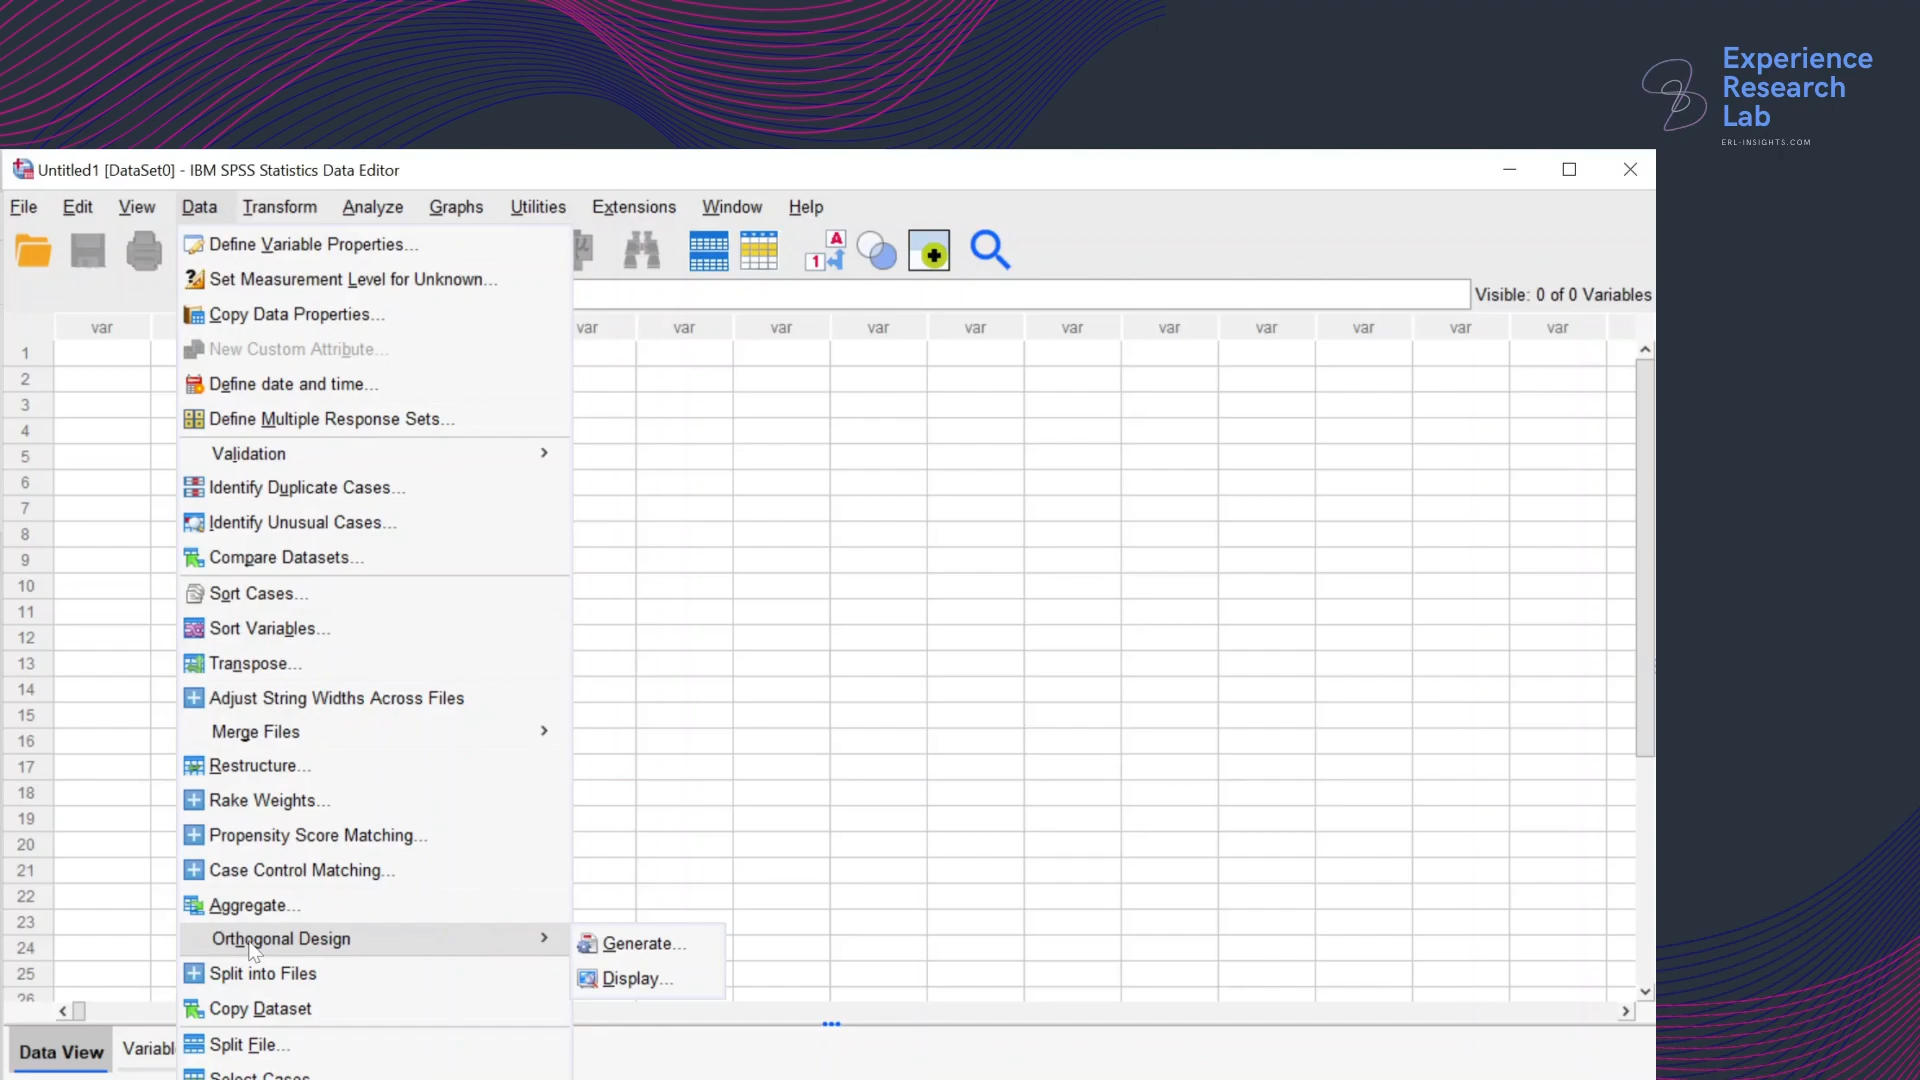 Experience
Research
Lab
ERL-INSIGHTS.COM
Untitled1 [DataSet0] - IBM SPSS Statistics Data Editor
File Edit View Data Transform Analyze Graphs Utilities Extensions Window Help
Visible: 0 of 0 Variables
Define Variable Properties...
Set Measurement Level for Unknown...
Copy Data Properties...
New Custom Attribute...
Define date and time...
Define Multiple Response Sets...
Validation
Identify Duplicate Cases...
Identify Unusual Cases...
Compare Datasets...
Sort Cases...
Sort Variables...
Transpose...
Adjust String Widths Across Files
Merge Files
Restructure...
Rake Weights...
Propensity Score Matching...
Case Control Matching...
Aggregate...
Orthogonal Design
Split into Files
Copy Dataset
Split File...
Select Cases
Generate...
Display...
var var var var var var var var var var var var
1
2
3
4
5
6
7
8
9
10
11
12
13
14
15
16
17
18
19
20
21
22
23
24
25
26
Data View Variabl
A
1